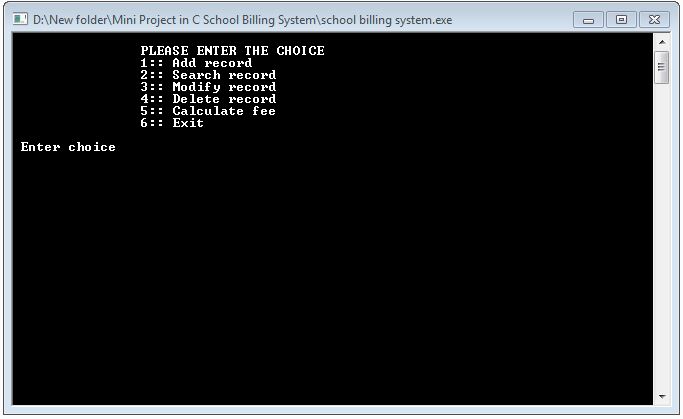 D:\New folder\Mini Project in C School Billing System\school billing system.exe
PLEASE ENTER THE CHOICE
1:: Add record
2:: Search record
3:: Modify record
4:: Delete record
5:: Calculate fee
6:: Exit
Enter choice